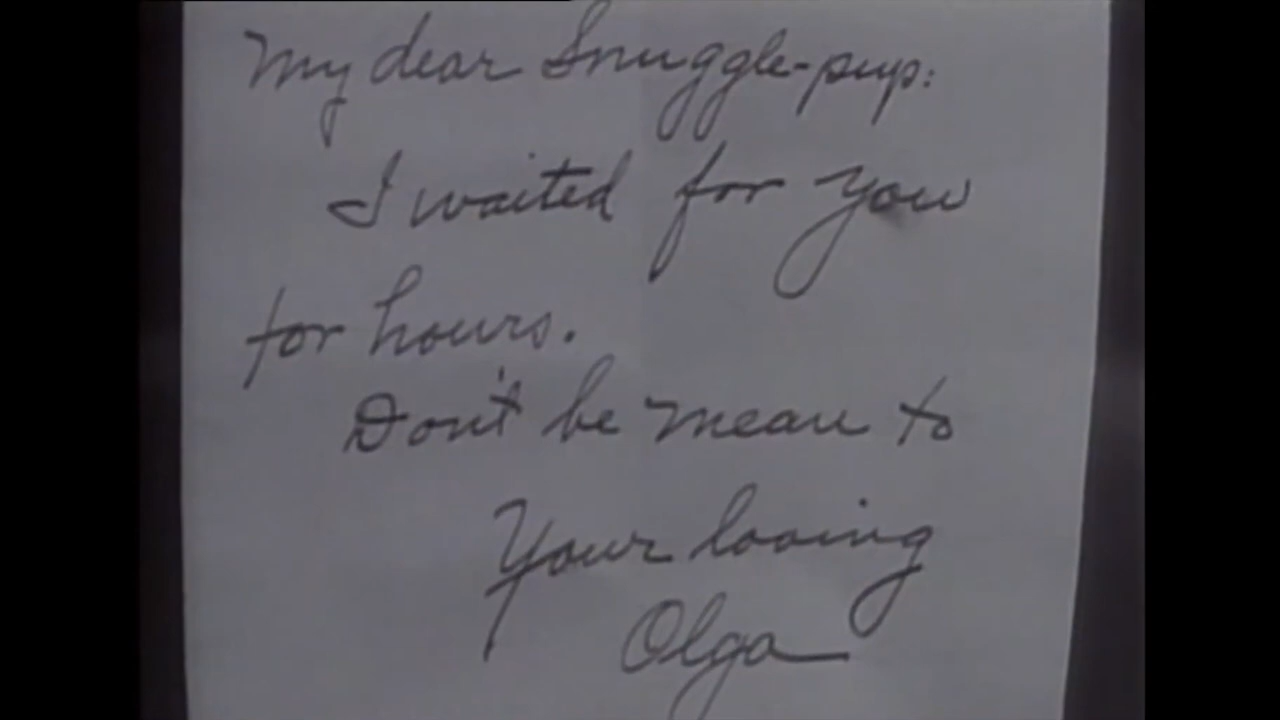 My dear Snuggle-pup:
I waited for you
for hours.
Don't be mean to
Your loving
Olga